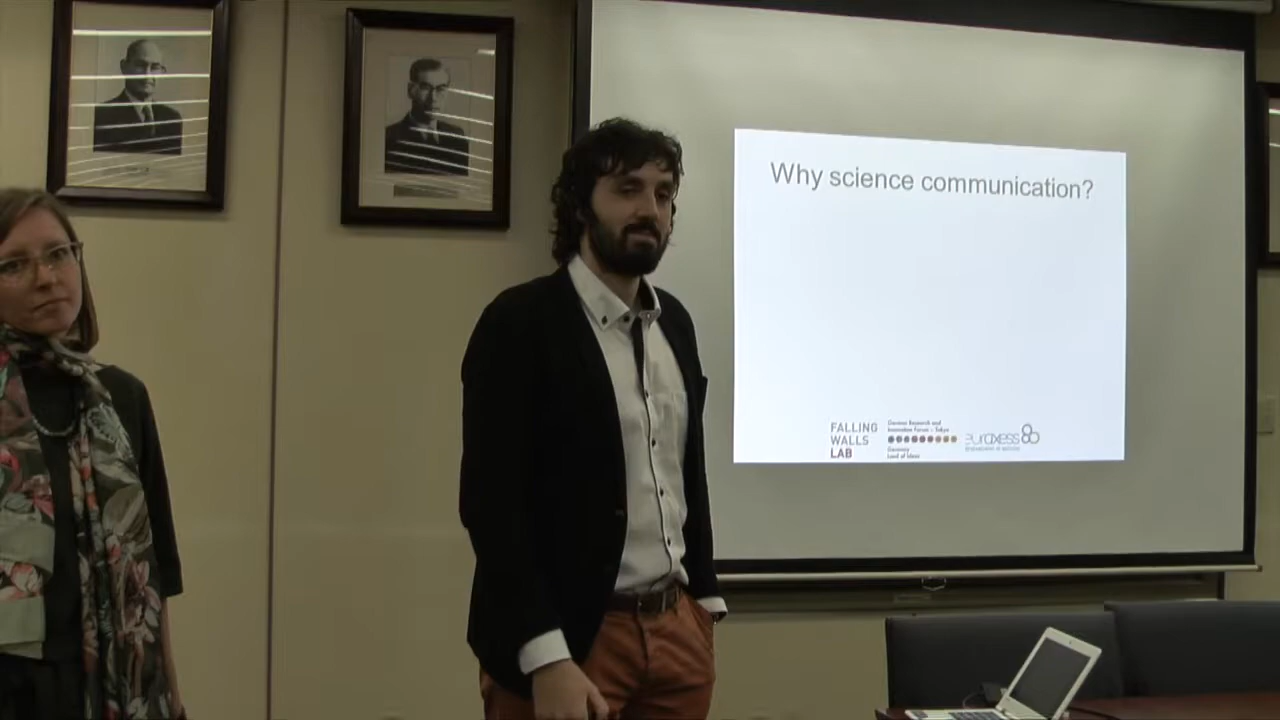 Why science communication?
FALLING
WALLS
LAB
German Research and
Innovation Forum - Tokyo
Germany
Land of Ideas
euraxess